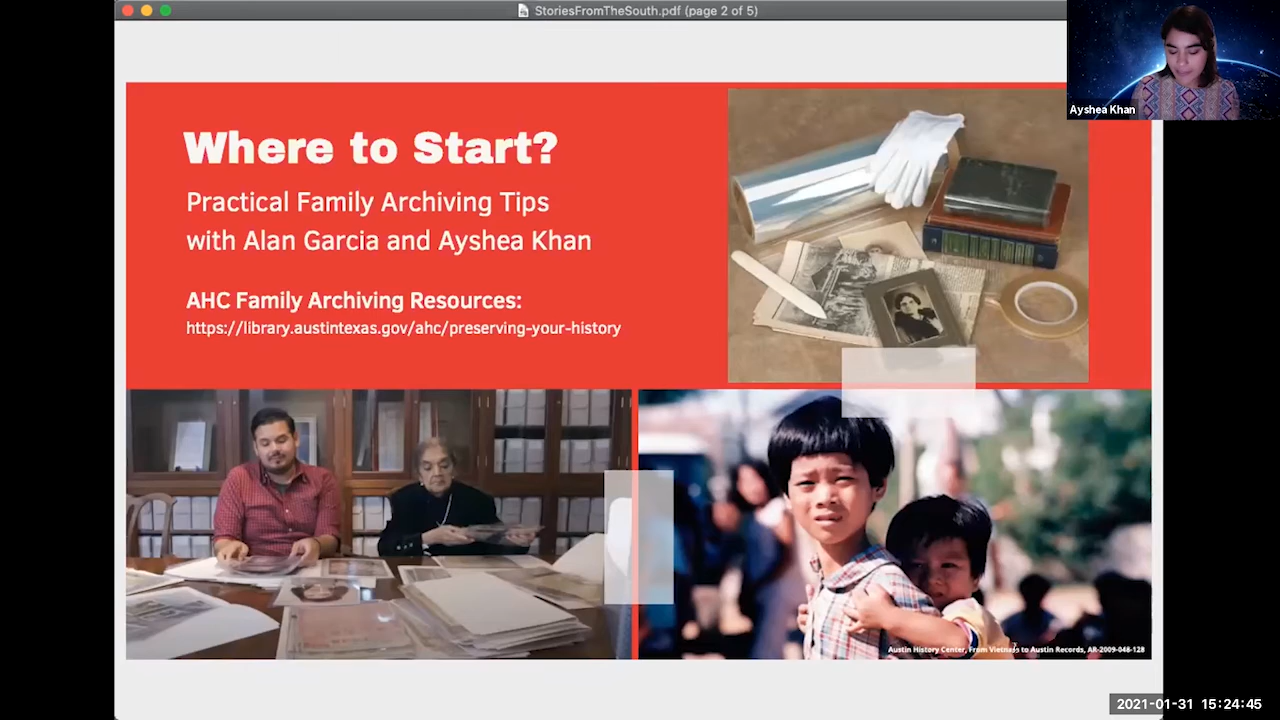 StoriesFromTheSouth.pdf (page 2 of 5)
Ayshea Khan
Where to Start?
Practical Family Archiving Tips
with Alan Garcia and Ayshea Khan
AHC Family Archiving Resources:
https://library.austintexas.gov/ahc/preserving-your-history
Austin History Center, From Vietnam to Austin Records, AR-2009-048-128
2021-01-31 15:24:45